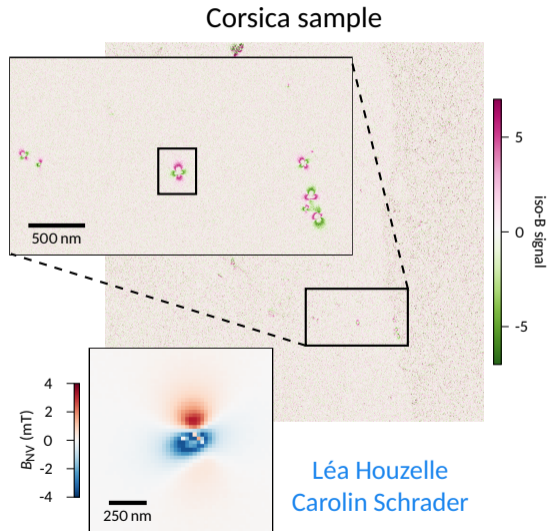 Corsica sample
500 nm
5
0
-5
iso-B signal
4
2
0
-2
-4
BNV (mT)
250 nm
Léa Houzelle
Carolin Schrader